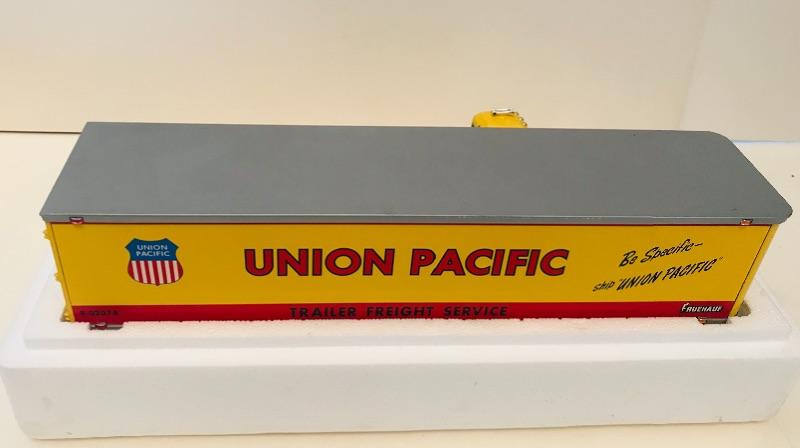 UNION
PACIFIC
UNION PACIFIC
Be Specific—
ship "UNION PACIFIC"
TRAILER FREIGHT SERVICE
FRUEHAUF